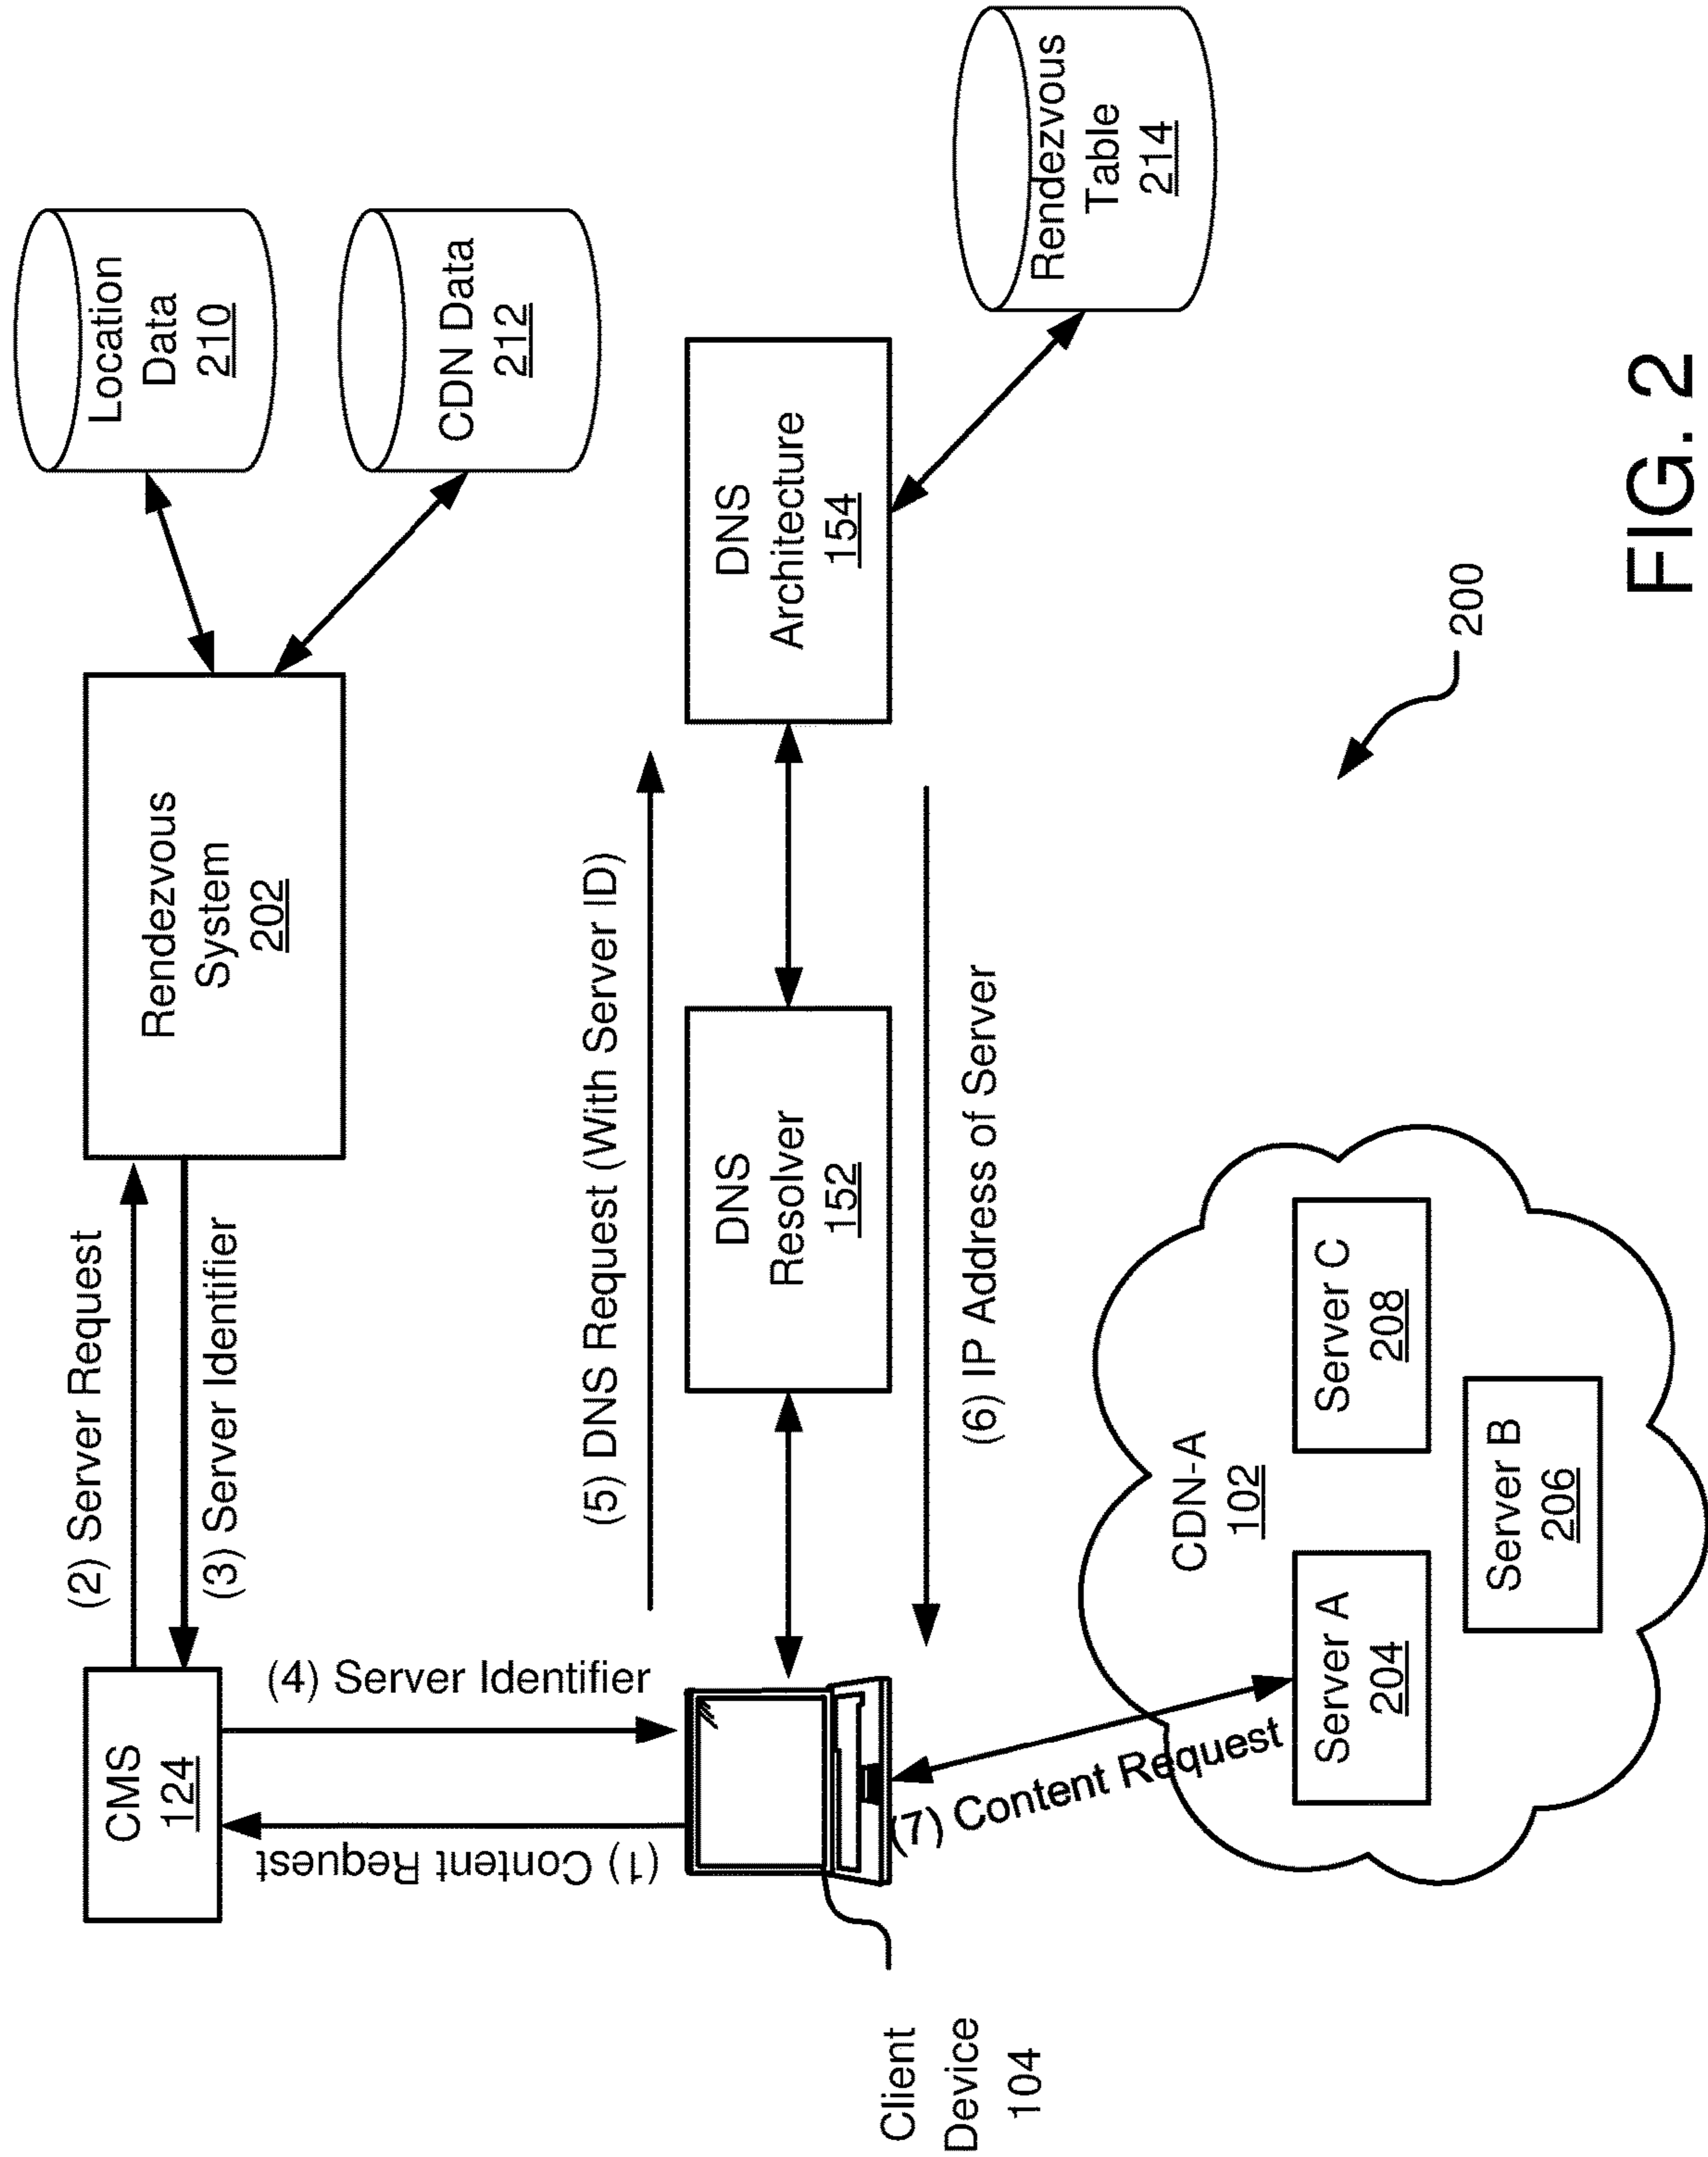 (2) Server Request
(3) Server Identifier
CMS
124
Rendezvous
System
202
Location
Data
210
CDN Data
212
(1) Content Request
(4) Server Identifier
(5) DNS Request (With Server ID)
Client
Device
104
DNS
Resolver
152
DNS
Architecture
154
(6) IP Address of Server
Rendezvous
Table
214
(7) Content Request
CDN-A
102
Server A
204
Server C
208
Server B
206
200
FIG. 2